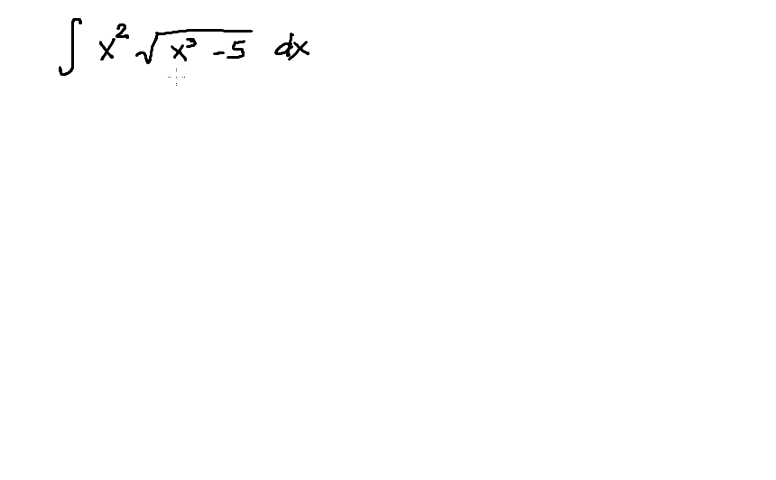 ∫ x² √(x³ - 5) dx